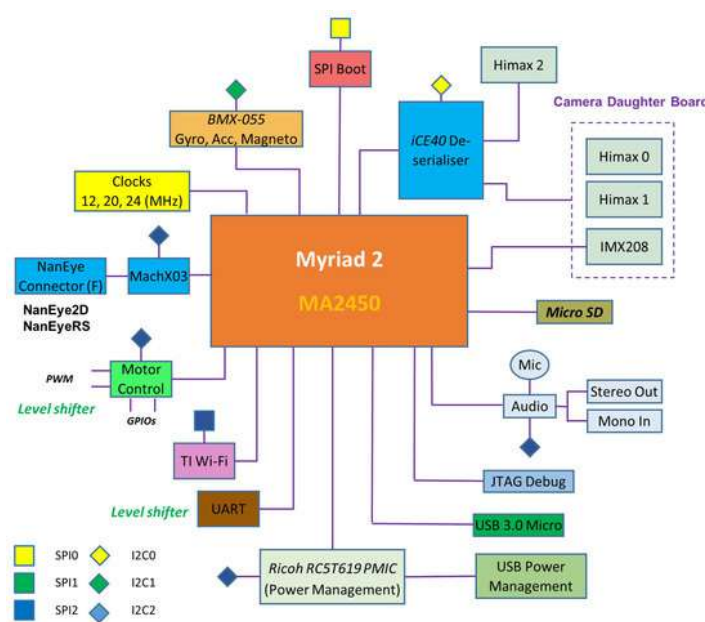 SPI Boot
Himax 2
Camera Daughter Board
BMX-055
Gyro, Acc, Magneto
iCE40 De-
serialiser
Himax 0
Himax 1
IMX208
Clocks
12, 20, 24 (MHz)
Myriad 2
MA2450
NanEye
Connector (F)
MachX03
NanEye2D
NanEyeRS
Micro SD
Motor
Control
PWM
Level shifter
GPIOs
Mic
Audio
Stereo Out
Mono In
TI Wi-Fi
JTAG Debug
Level shifter
UART
USB 3.0 Micro
Ricoh RC5T619 PMIC
(Power Management)
USB Power
Management
SPI0
I2C0
SPI1
I2C1
SPI2
I2C2